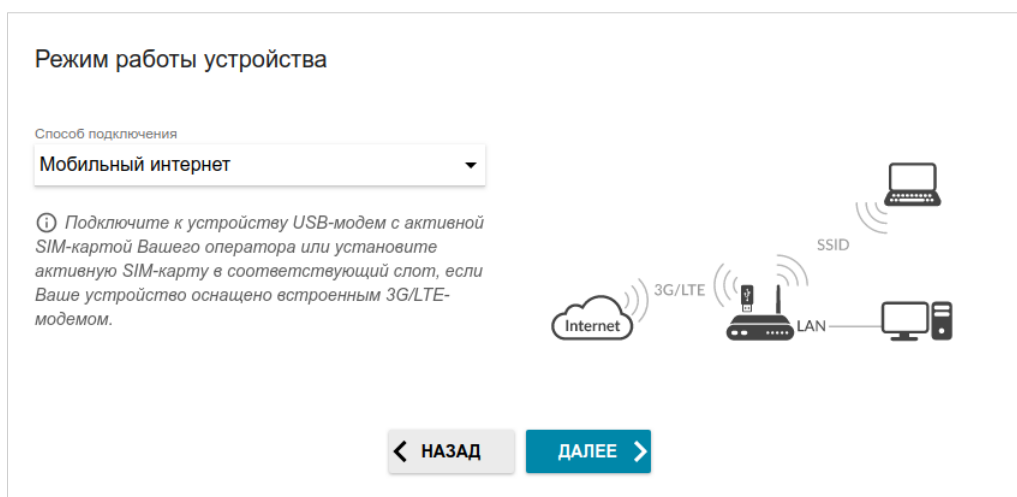 Режим работы устройства
Способ подключения
Мобильный интернет
Подключите к устройству USB-модем с активной
SIM-картой Вашего оператора или установите
активную SIM-карту в соответствующий слот, если
Ваше устройство оснащено встроенным 3G/LTE-
модемом.
SSID
3G/LTE
Internet
LAN
НАЗАД
ДАЛЕЕ